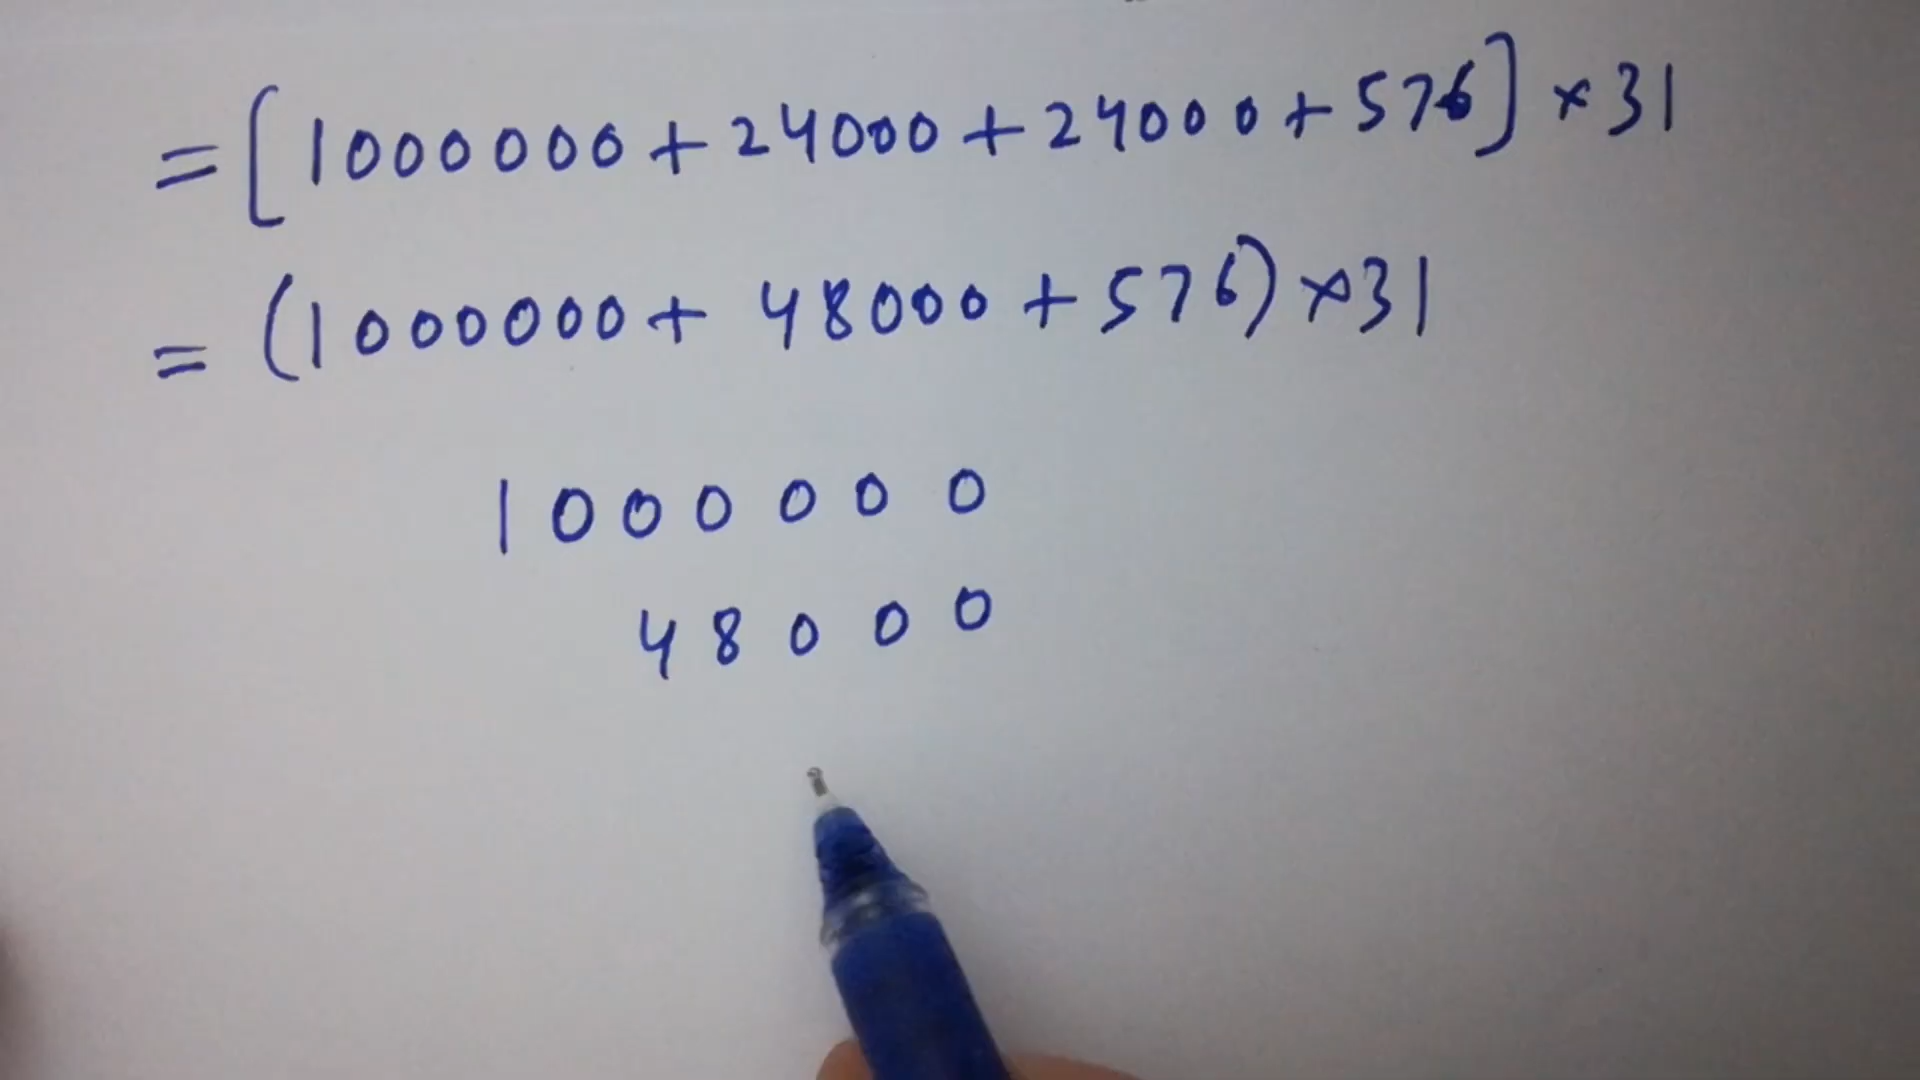 = [1000000 + 24000 + 24000 + 576] × 31
= (1000000 + 48000 + 576) × 31
1000000
48000